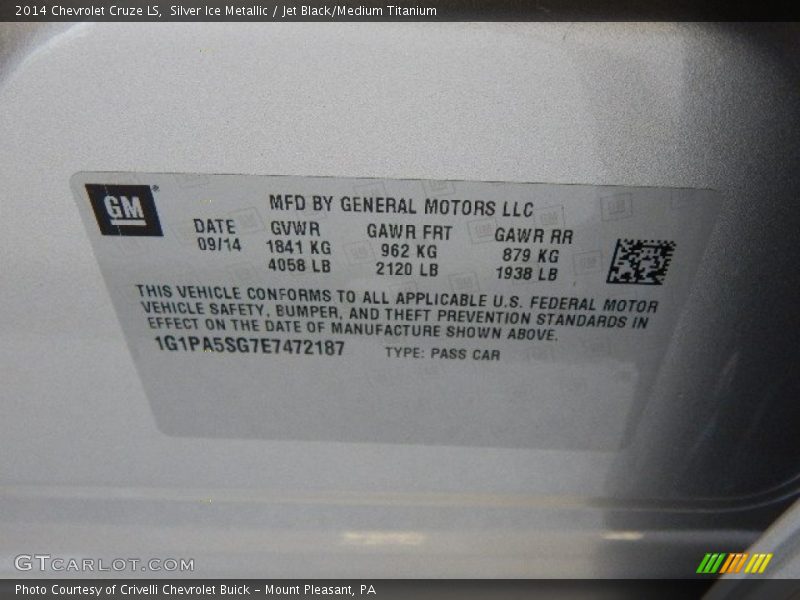 2014 Chevrolet Cruze LS,  Silver Ice Metallic / Jet Black/Medium Titanium
GM®
MFD BY GENERAL MOTORS LLC
DATE GVWR GAWR FRT GAWR RR
09/14 1841 KG 962 KG 879 KG
4058 LB 2120 LB 1938 LB
THIS VEHICLE CONFORMS TO ALL APPLICABLE U.S. FEDERAL MOTOR
VEHICLE SAFETY, BUMPER, AND THEFT PREVENTION STANDARDS IN
EFFECT ON THE DATE OF MANUFACTURE SHOWN ABOVE.
1G1PA5SG7E7472187 TYPE: PASS CAR
GTCARLOT.COM
Photo Courtesy of Crivelli Chevrolet Buick – Mount Pleasant, PA